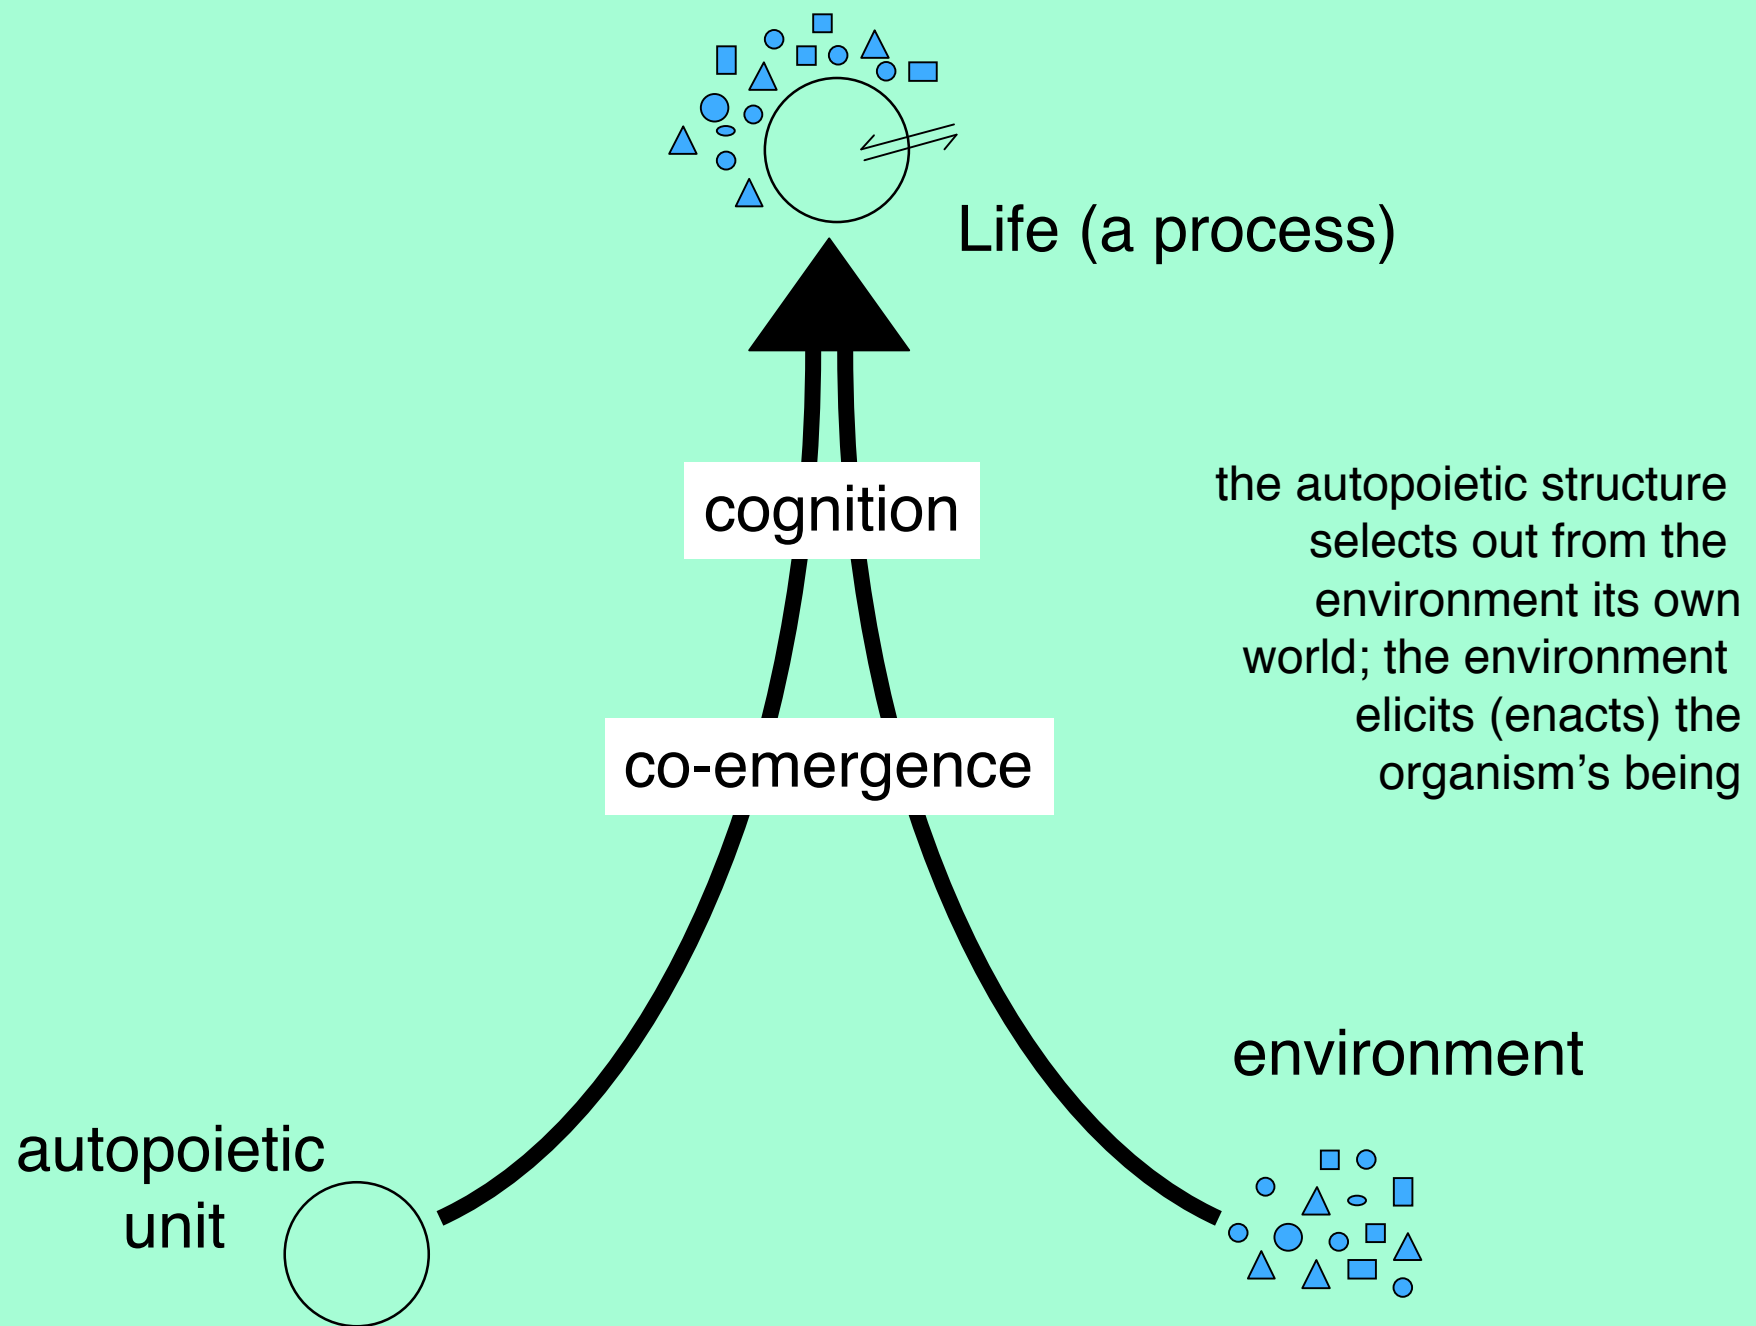 Life (a process)
cognition
the autopoietic structure
selects out from the
environment its own
world; the environment
elicits (enacts) the
organism’s being
co-emergence
environment
autopoietic
unit